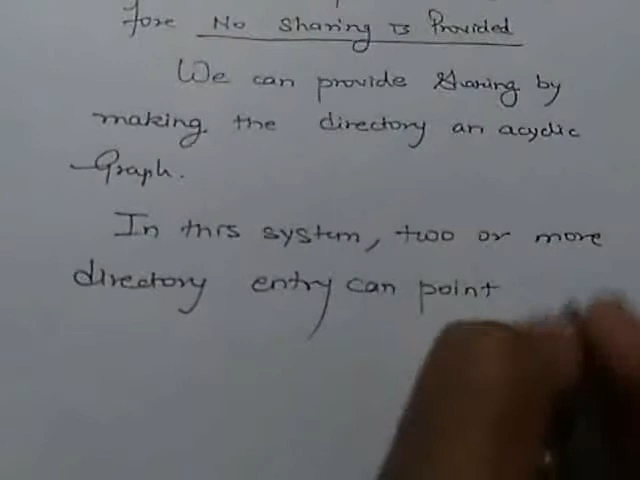 fore No sharing is Provided
We can provide Sharing by
making the directory an acyclic
Graph.
In this system, two or more
directory entry can point